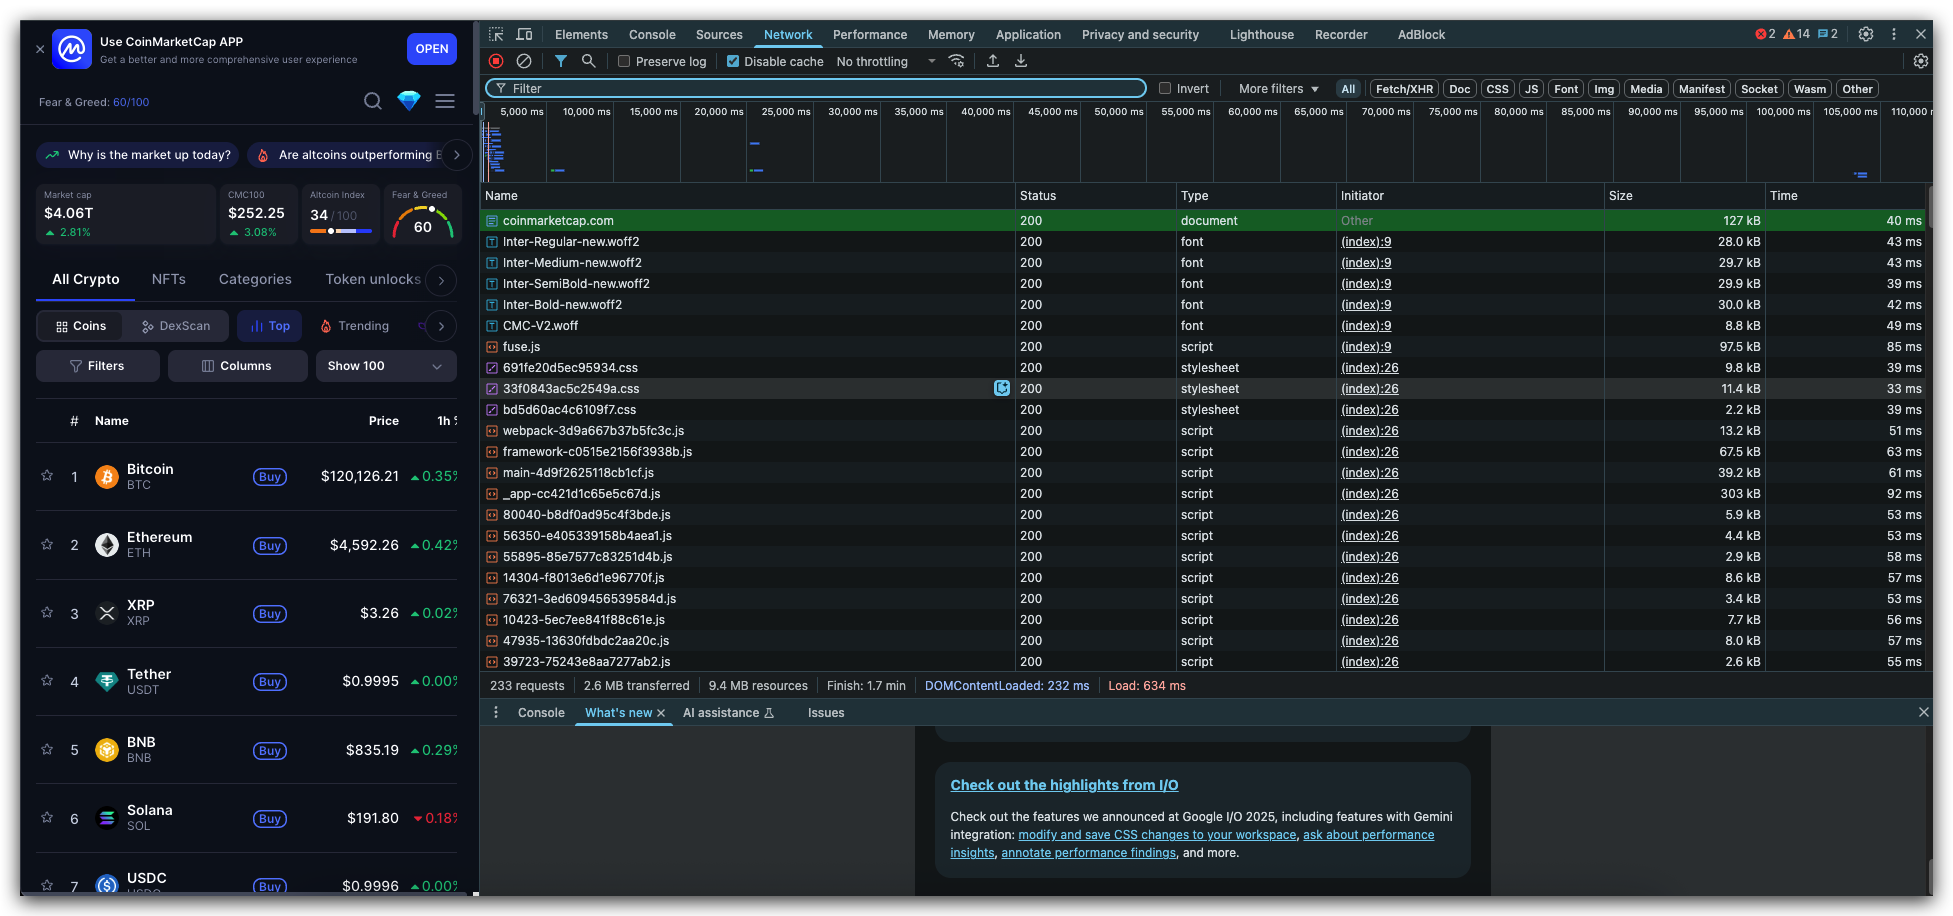 Use CoinMarketCap APP
Get a better and more comprehensive user experience
OPEN
Fear & Greed: 60/100
Why is the market up today?
Are altcoins outperforming
Market cap
$4.06T
2.81%
CMC100
$252.25
3.08%
Altcoin Index
34 /100
Fear & Greed
60
All Crypto NFTs Categories Token unlocks
Coins DexScan Top Trending
Filters Columns Show 100
# Name Price 1h %
1 Bitcoin BTC Buy $120,126.21 0.35%
2 Ethereum ETH Buy $4,592.26 0.42%
3 XRP XRP Buy $3.26 0.02%
4 Tether USDT Buy $0.9995 0.00%
5 BNB BNB Buy $835.19 0.29%
6 Solana SOL Buy $191.80 0.18%
7 USDC USDC Buy $0.9996 0.00%
Elements Console Sources Network Performance Memory Application Privacy and security Lighthouse Recorder AdBlock 2 14 2
Preserve log Disable cache No throttling
Filter Invert More filters All Fetch/XHR Doc CSS JS Font Img Media Manifest Socket Wasm Other
5,000 ms 10,000 ms 15,000 ms 20,000 ms 25,000 ms 30,000 ms 35,000 ms 40,000 ms 45,000 ms 50,000 ms 55,000 ms 60,000 ms 65,000 ms 70,000 ms 75,000 ms 80,000 ms 85,000 ms 90,000 ms 95,000 ms 100,000 ms 105,000 ms 110,000
Name Status Type Initiator Size Time
coinmarketcap.com 200 document Other 127 kB 40 ms
Inter-Regular-new.woff2 200 font (index):9 28.0 kB 43 ms
Inter-Medium-new.woff2 200 font (index):9 29.7 kB 43 ms
Inter-SemiBold-new.woff2 200 font (index):9 29.9 kB 39 ms
Inter-Bold-new.woff2 200 font (index):9 30.0 kB 42 ms
CMC-V2.woff 200 font (index):9 8.8 kB 49 ms
fuse.js 200 script (index):9 97.5 kB 85 ms
691fe20d5ec95934.css 200 stylesheet (index):26 9.8 kB 39 ms
33f0843ac5c2549a.css 200 stylesheet (index):26 11.4 kB 33 ms
bd5d60ac4c6109f7.css 200 stylesheet (index):26 2.2 kB 39 ms
webpack-3d9a667b37b5fc3c.js 200 script (index):26 13.2 kB 51 ms
framework-c0515e2156f3938b.js 200 script (index):26 67.5 kB 63 ms
main-4d9f2625118cb1cf.js 200 script (index):26 39.2 kB 61 ms
_app-cc421d1c65e5c67d.js 200 script (index):26 303 kB 92 ms
80040-b8df0ad95c4f3bde.js 200 script (index):26 5.9 kB 53 ms
56350-e405339158b4aea1.js 200 script (index):26 4.4 kB 53 ms
55895-85e7577c83251d4b.js 200 script (index):26 2.9 kB 58 ms
14304-f8013e6d1e96770f.js 200 script (index):26 8.6 kB 57 ms
76321-3ed609456539584d.js 200 script (index):26 3.4 kB 53 ms
10423-5ec7ee841f88c61e.js 200 script (index):26 7.7 kB 56 ms
47935-13630fdbdc2aa20c.js 200 script (index):26 8.0 kB 57 ms
39723-75243e8aa7277ab2.js 200 script (index):26 2.6 kB 55 ms
233 requests 2.6 MB transferred 9.4 MB resources Finish: 1.7 min DOMContentLoaded: 232 ms Load: 634 ms
Console What's new AI assistance Issues
Check out the highlights from I/O
Check out the features we announced at Google I/O 2025, including features with Gemini
integration: modify and save CSS changes to your workspace, ask about performance
insights, annotate performance findings, and more.